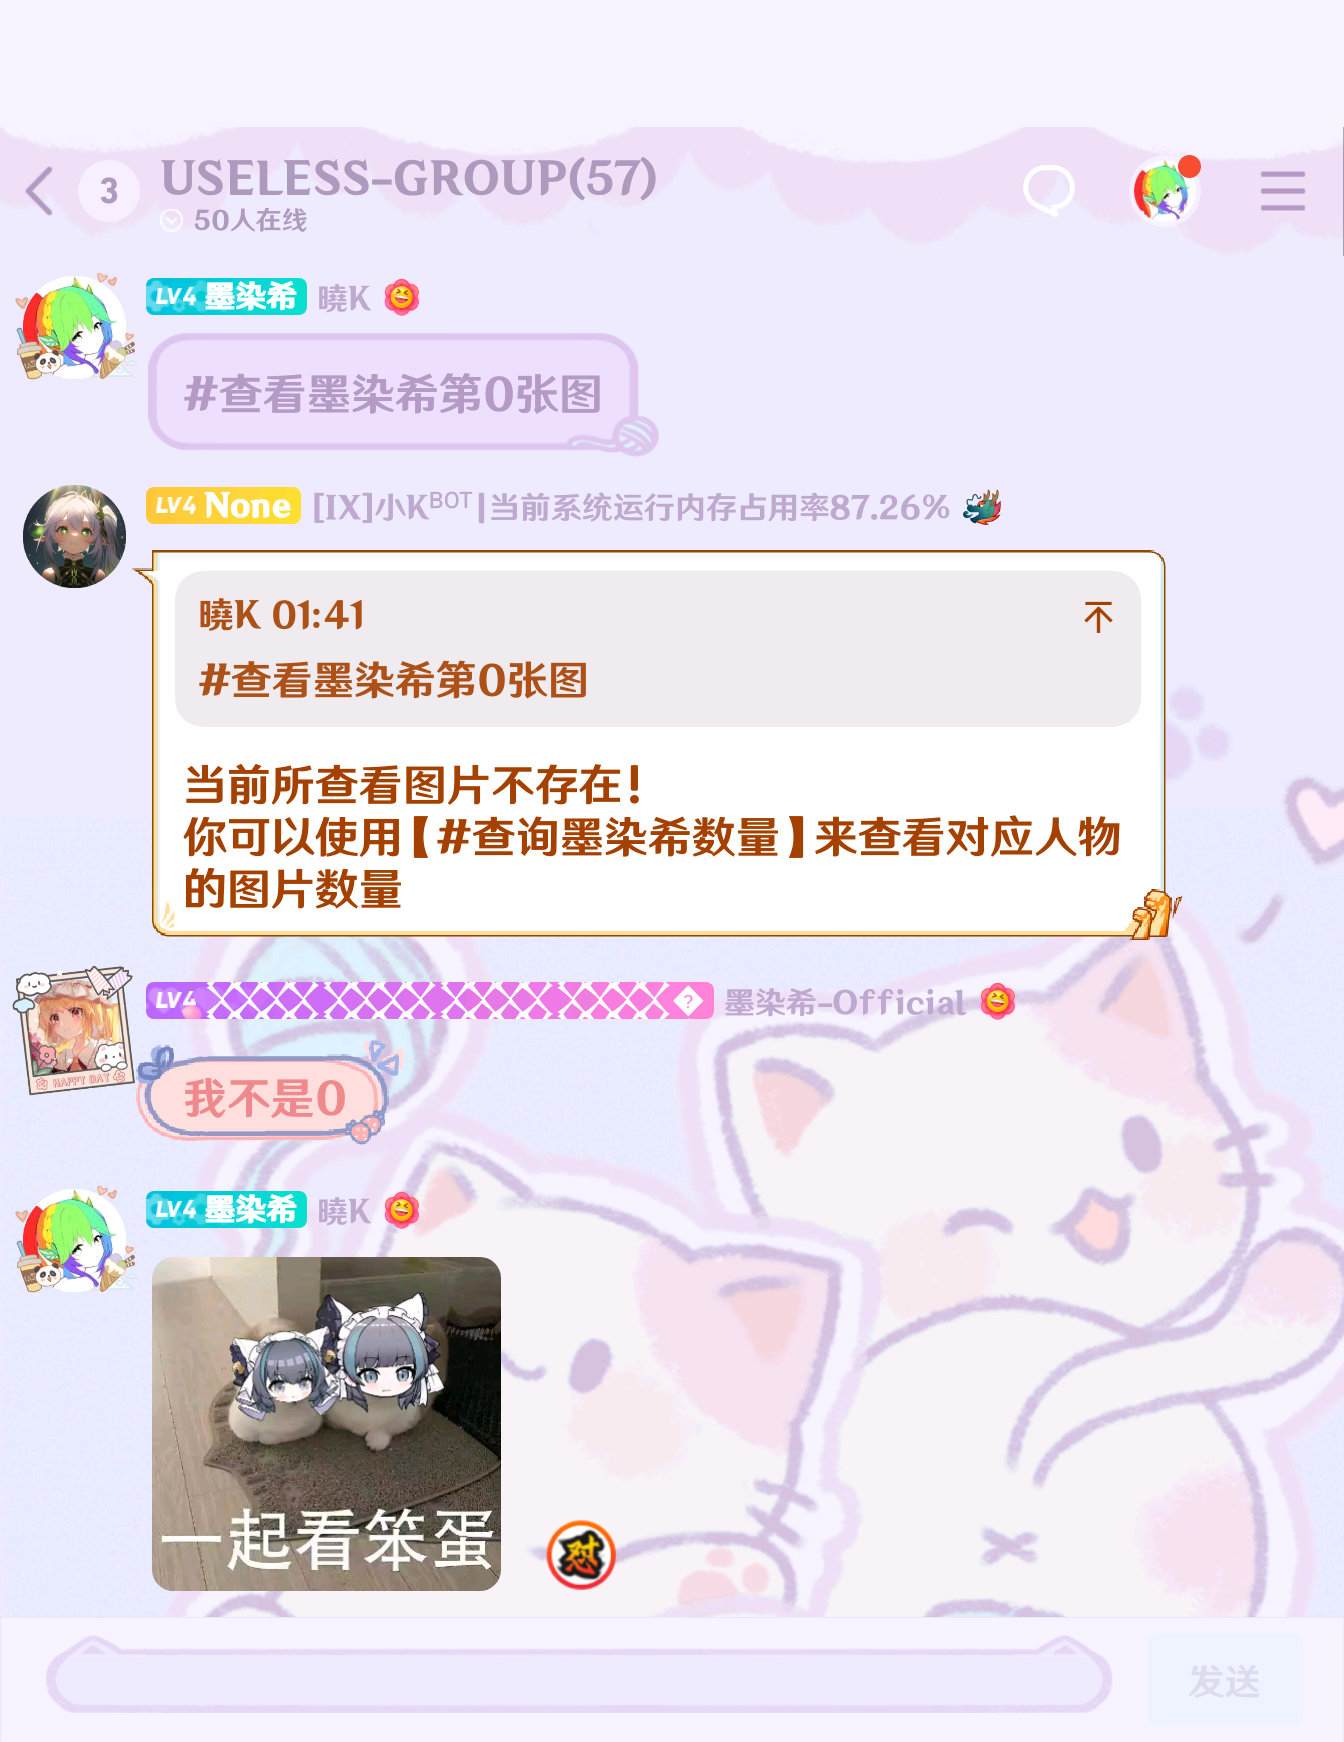 3
USELESS-GROUP(57)
50人在线
LV4 墨染希 曉K
#查看墨染希第0张图
LV4 None [IX]小Kᴮᴼᵀ|当前系统运行内存占用率87.26%
曉K 01:41
#查看墨染希第0张图
当前所查看图片不存在！
你可以使用【#查询墨染希数量】来查看对应人物
的图片数量
LV4 ? 墨染希-Official
HAPPY DAY
我不是0
LV4 墨染希 曉K
一起看笨蛋
怼
发送